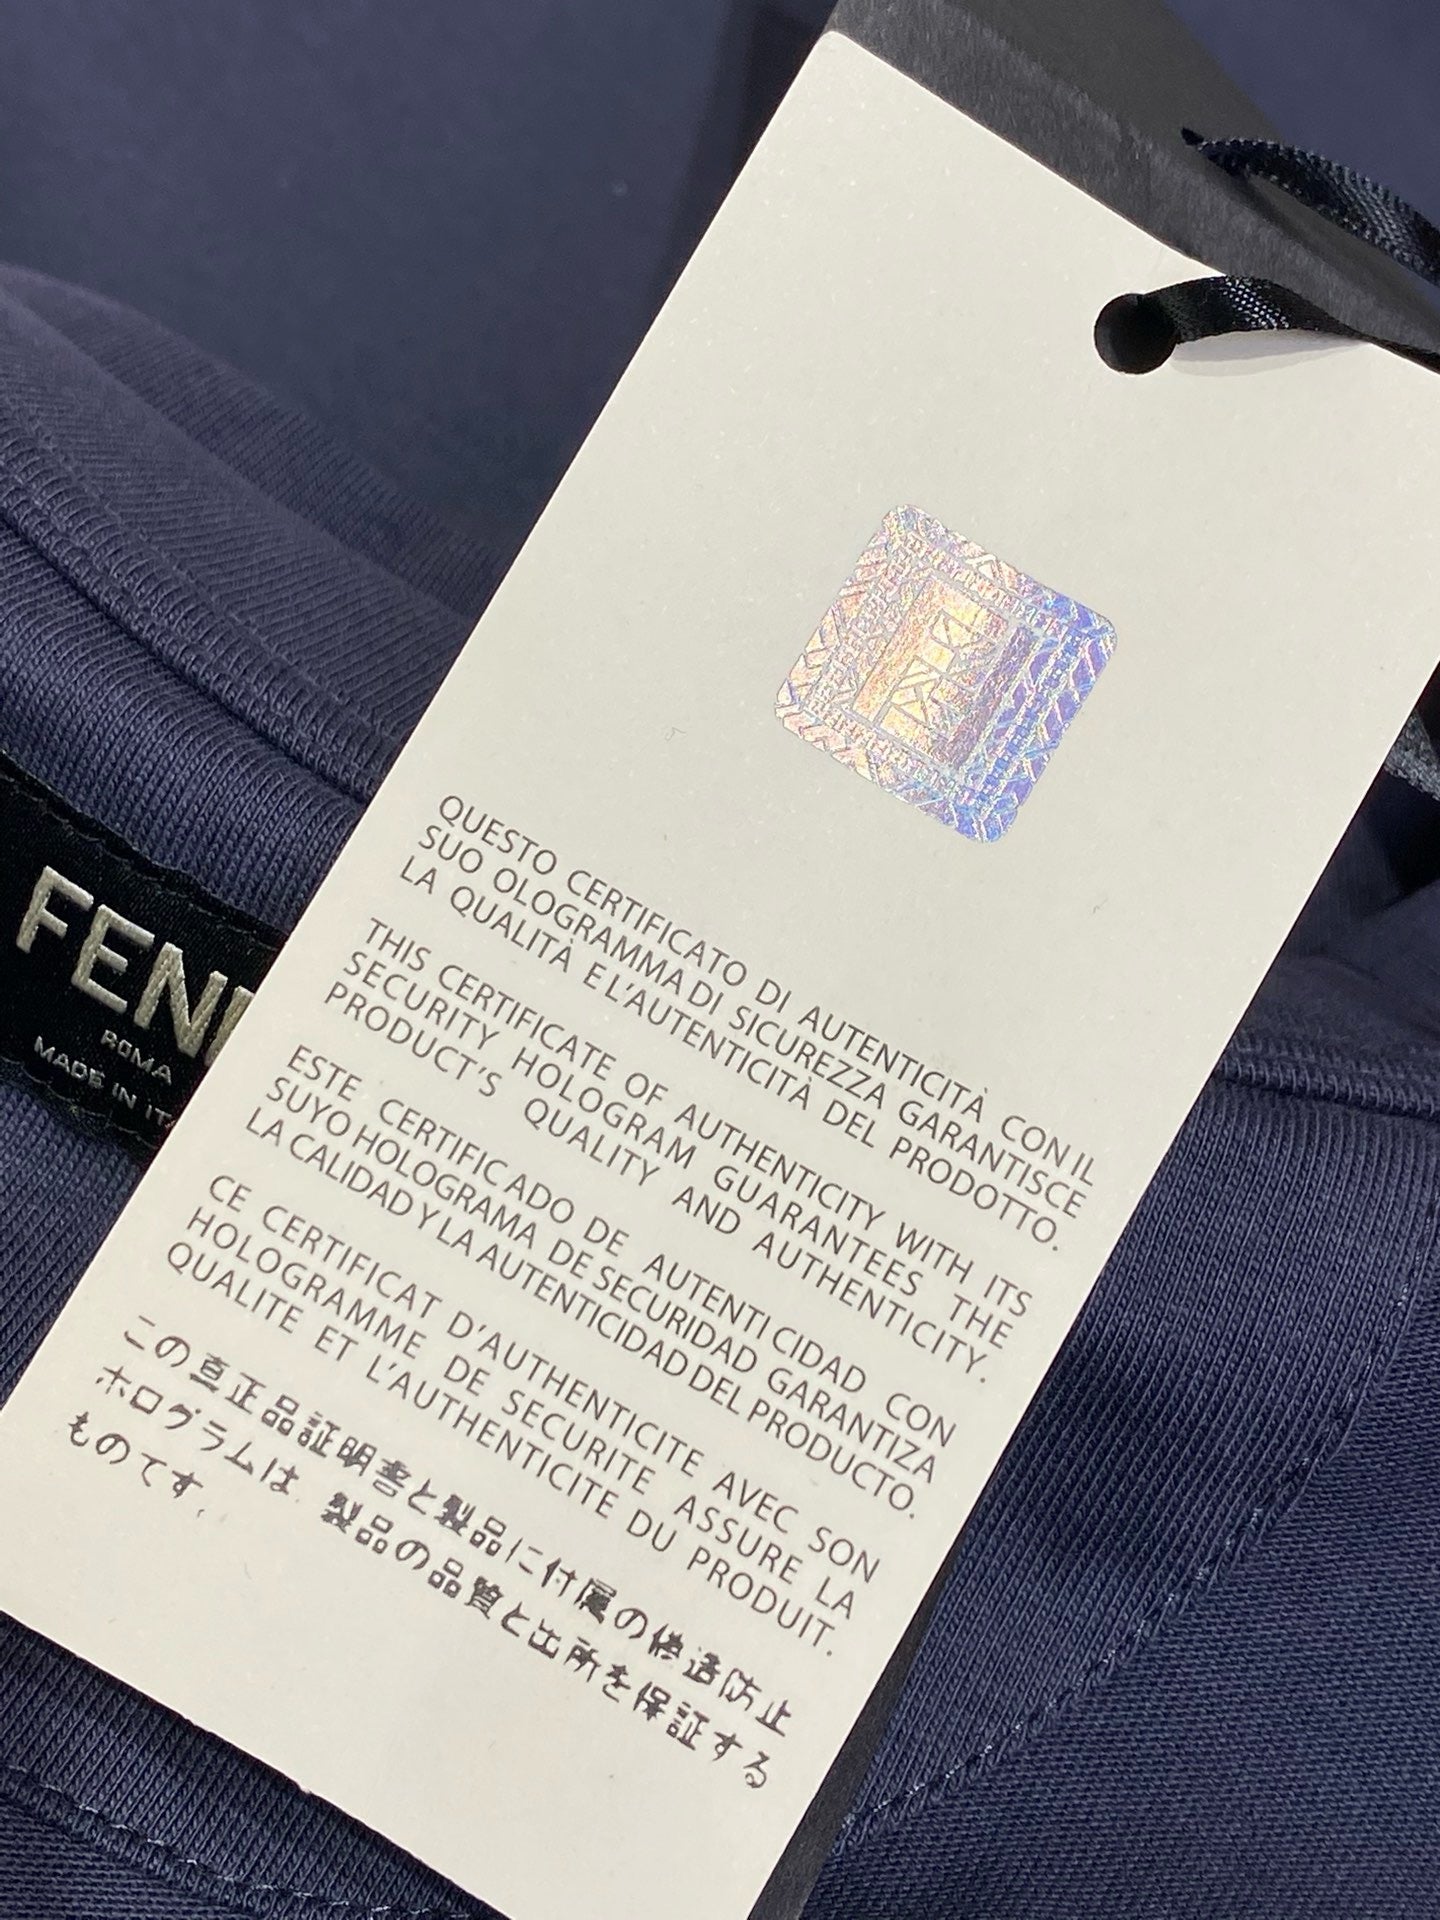 QUESTO CERTIFICATO DI AUTENTICITÀ CON IL
SUO OLOGRAMMA DI SICUREZZA GARANTISCE
LA QUALITÀ E L'AUTENTICITÀ DEL PRODOTTO.
THIS CERTIFICATE OF AUTHENTICITY WITH ITS
SECURITY HOLOGRAM GUARANTEES THE
PRODUCT'S QUALITY AND AUTHENTICITY.
ESTE CERTIFICADO DE AUTENTICIDAD CON
SUYO HOLOGRAMA DE SECURIDAD GARANTIZA
LA CALIDAD Y LA AUTENTICIDAD DEL PRODUCTO.
CE CERTIFICAT D'AUTHENTICITE AVEC SON
HOLOGRAMME DE SECURITE ASSURE LA
QUALITE ET L'AUTHENTICITE DU PRODUIT.
この真正品証明書と製品に付属の偽造防止
ホログラムは 製品の品質と出所を保証する
ものてす.
FEND
ROMA
MADE IN ITA